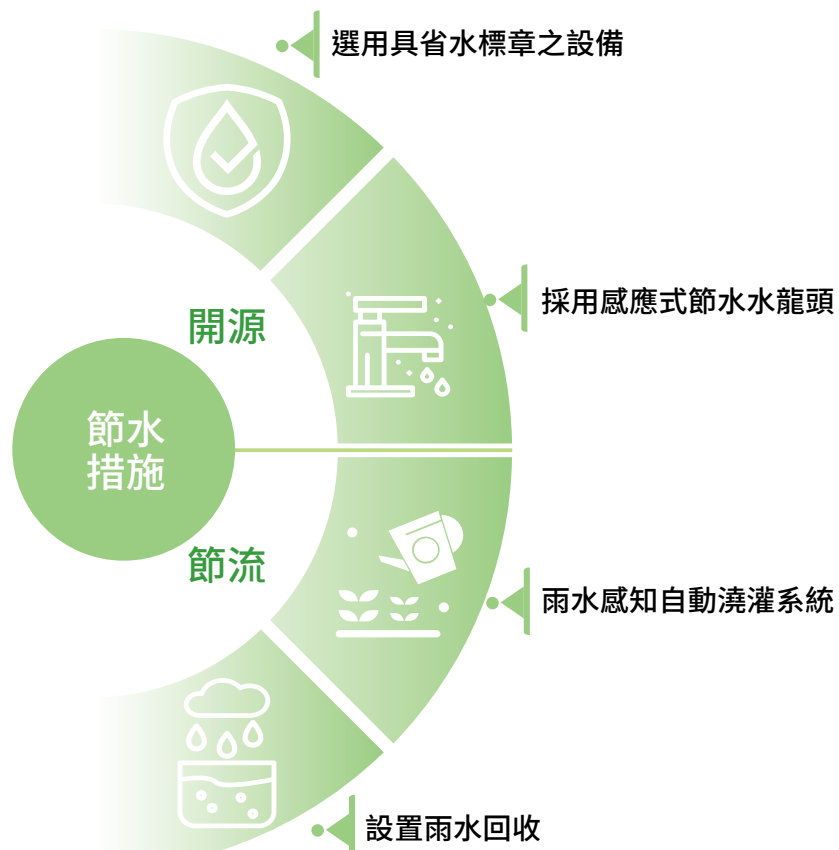 選用具省水標章之設備
採用感應式節水水龍頭
開源
節水
措施
節流
雨水感知自動澆灌系統
設置雨水回收